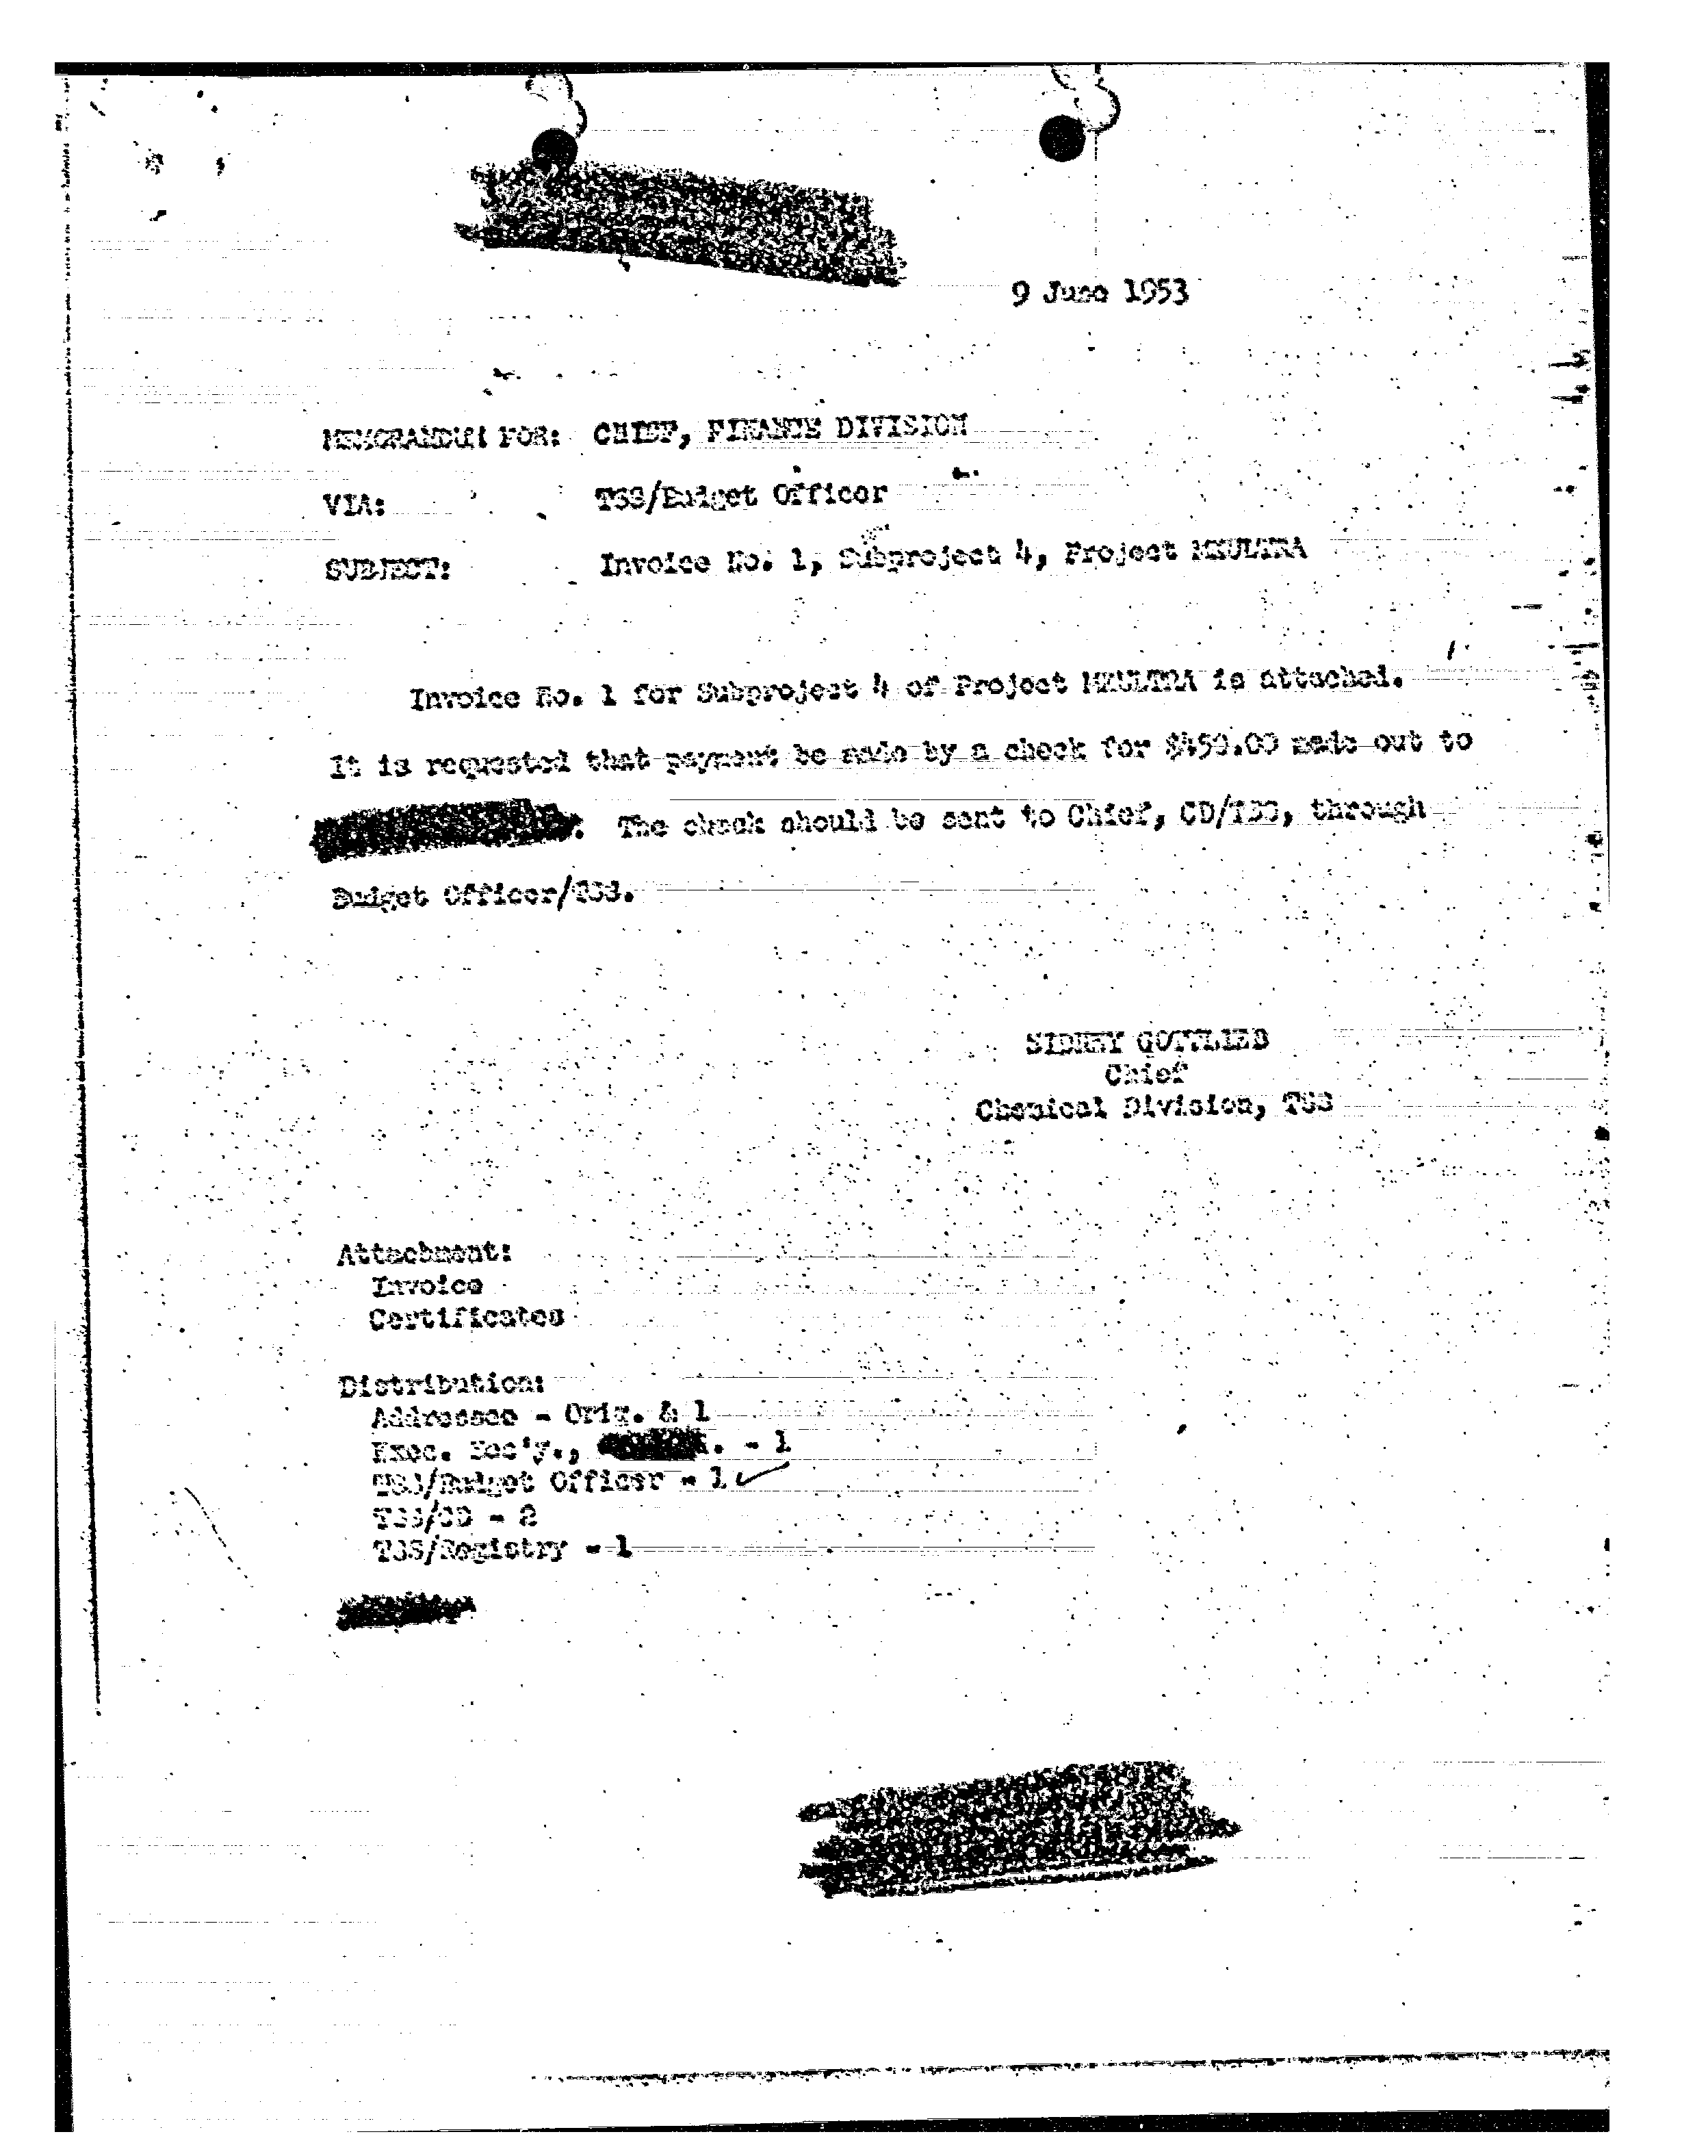 9 June 1953
MEMORANDUM FOR: CHIEF, FINANCE DIVISION
VIA: TSS/Budget Officer
SUBJECT: Invoice No. 1, Subproject 4, Project MKULTRA
Invoice No. 1 for Subproject 4 of Project MKULTRA is attached.
It is requested that payment be made by a check for $450.00 made out to
. The check should be sent to Chief, CD/TSS, through
Budget Officer/TSS.
SIDNEY GOTTLIEB
Chief
Chemical Division, TSS
Attachment:
Invoice
Certificates
Distribution:
Addressee - Orig. & 1
Exec. Sec'y., . - 1
TSS/Budget Officer - 1
TSS/CD - 2
TSS/Registry - 1